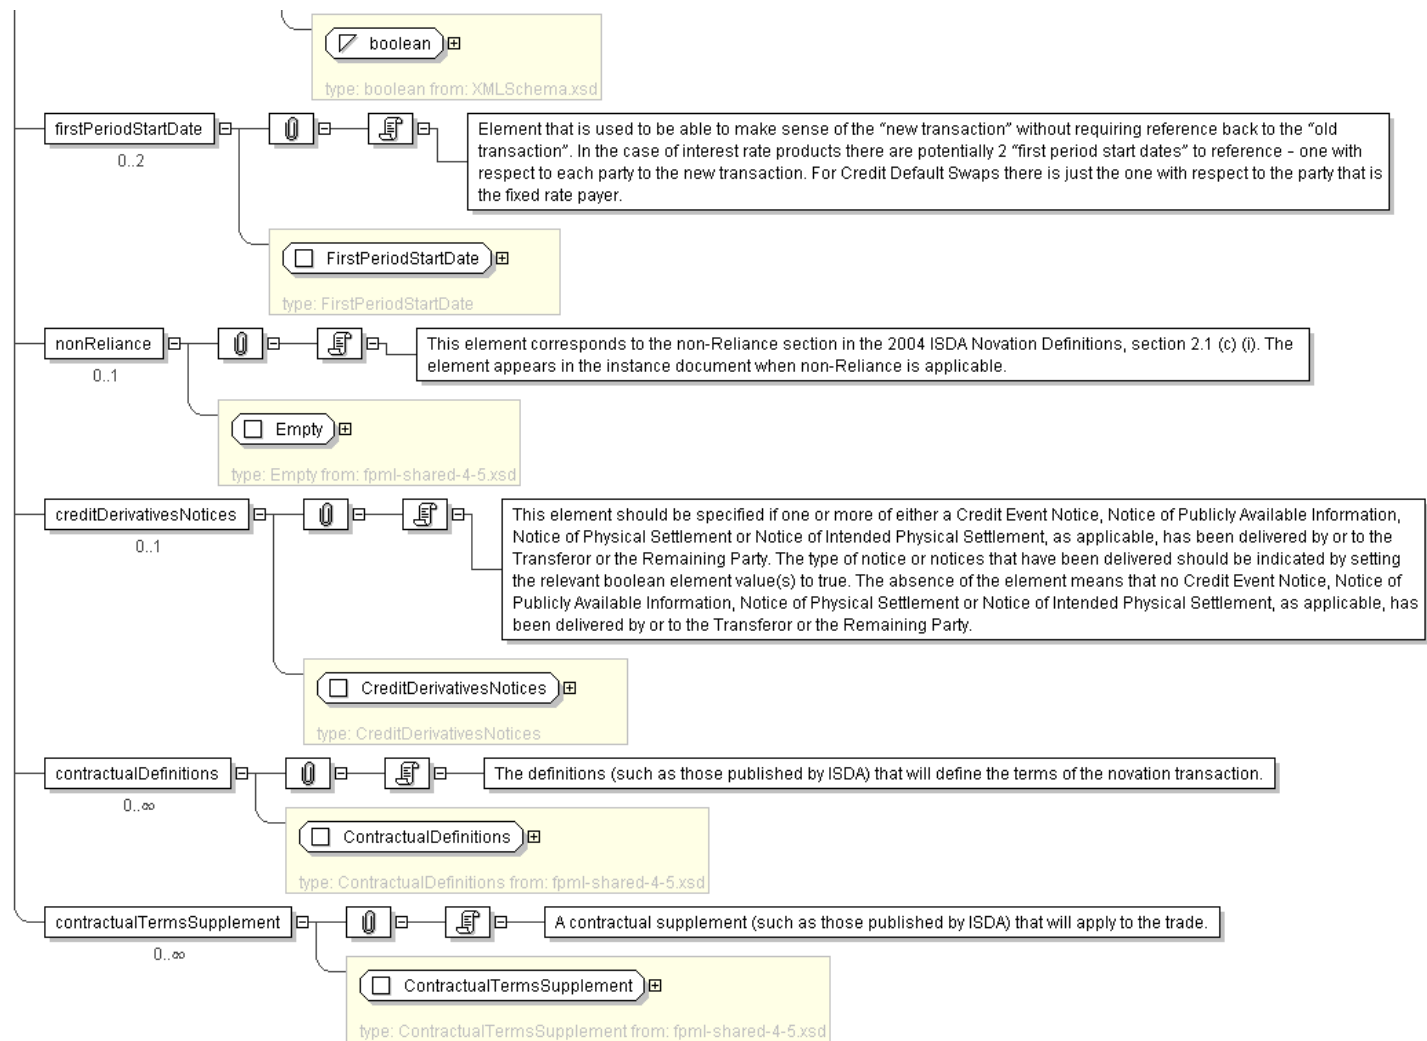 boolean
type: boolean from: XMLSchema.xsd
firstPeriodStartDate
0..2
Element that is used to be able to make sense of the “new transaction” without requiring reference back to the “old
transaction”. In the case of interest rate products there are potentially 2 “first period start dates” to reference – one with
respect to each party to the new transaction. For Credit Default Swaps there is just the one with respect to the party that is
the fixed rate payer.
FirstPeriodStartDate
type: FirstPeriodStartDate
nonReliance
0..1
This element corresponds to the non-Reliance section in the 2004 ISDA Novation Definitions, section 2.1 (c) (i). The
element appears in the instance document when non-Reliance is applicable.
Empty
type: Empty from: fpml-shared-4-5.xsd
creditDerivativesNotices
0..1
This element should be specified if one or more of either a Credit Event Notice, Notice of Publicly Available Information,
Notice of Physical Settlement or Notice of Intended Physical Settlement, as applicable, has been delivered by or to the
Transferor or the Remaining Party. The type of notice or notices that have been delivered should be indicated by setting
the relevant boolean element value(s) to true. The absence of the element means that no Credit Event Notice, Notice of
Publicly Available Information, Notice of Physical Settlement or Notice of Intended Physical Settlement, as applicable, has
been delivered by or to the Transferor or the Remaining Party.
CreditDerivativesNotices
type: CreditDerivativesNotices
contractualDefinitions
0..∞
The definitions (such as those published by ISDA) that will define the terms of the novation transaction.
ContractualDefinitions
type: ContractualDefinitions from: fpml-shared-4-5.xsd
contractualTermsSupplement
0..∞
A contractual supplement (such as those published by ISDA) that will apply to the trade.
ContractualTermsSupplement
type: ContractualTermsSupplement from: fpml-shared-4-5.xsd